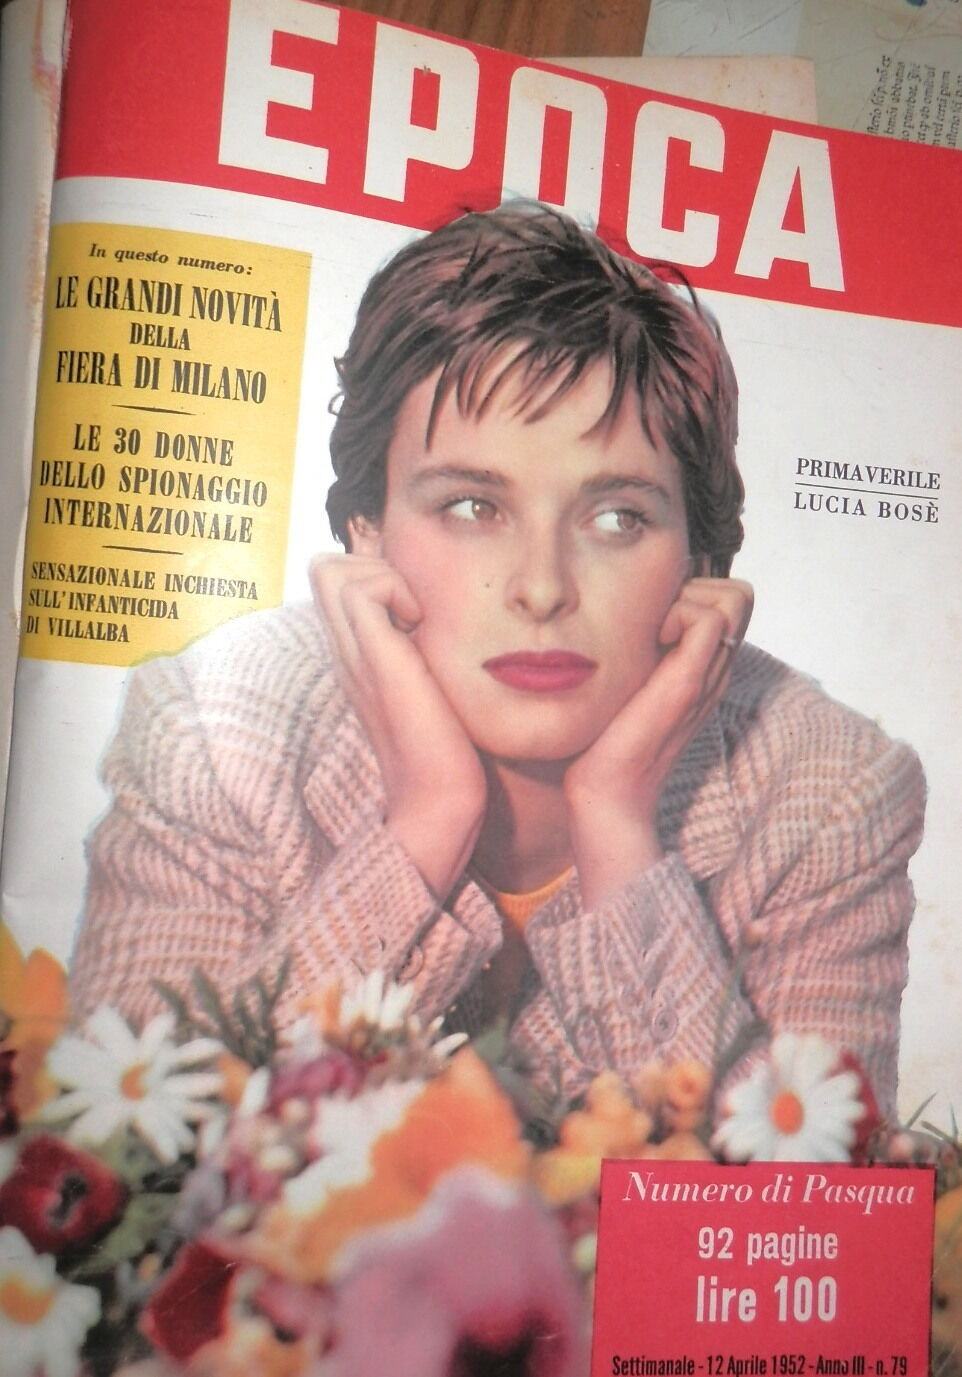 EPOCA
In questo numero:
LE GRANDI NOVITÀ
DELLA
FIERA DI MILANO
LE 30 DONNE
DELLO SPIONAGGIO
INTERNAZIONALE
SENSAZIONALE INCHIESTA
SULL'INFANTICIDA
DI VILLALBA
PRIMAVERILE
LUCIA BOSÈ
Numero di Pasqua
92 pagine
lire 100
Settimanale - 12 Aprile 1952 - Anno III - n. 79